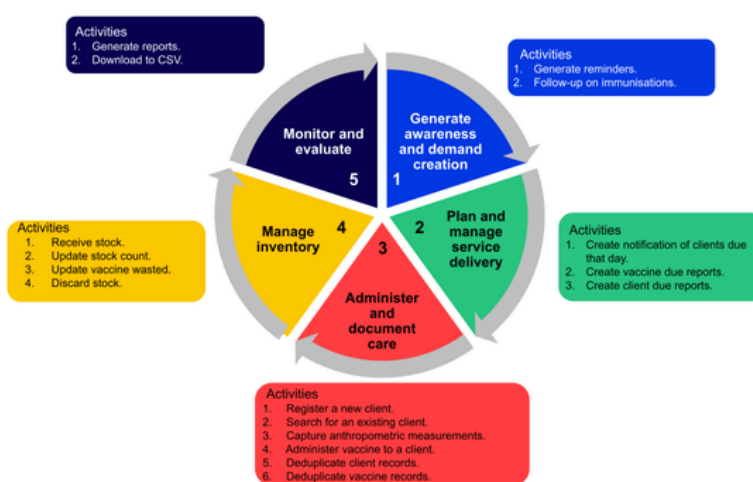 Activities
1. Generate reports.
2. Download to CSV.
Activities
1. Generate reminders.
2. Follow-up on immunisations.
Monitor and
evaluate
5
Generate
awareness
and demand
creation
1
Activities
1. Receive stock.
2. Update stock count.
3. Update vaccine wasted.
4. Discard stock.
Manage
inventory
4
Plan and
manage
service
delivery
2
Activities
1. Create notification of clients due
that day.
2. Create vaccine due reports.
3. Create client due reports.
3
Administer
and
document
care
Activities
1. Register a new client.
2. Search for an existing client.
3. Capture anthropometric measurements.
4. Administer vaccine to a client.
5. Deduplicate client records.
6. Deduplicate vaccine records.